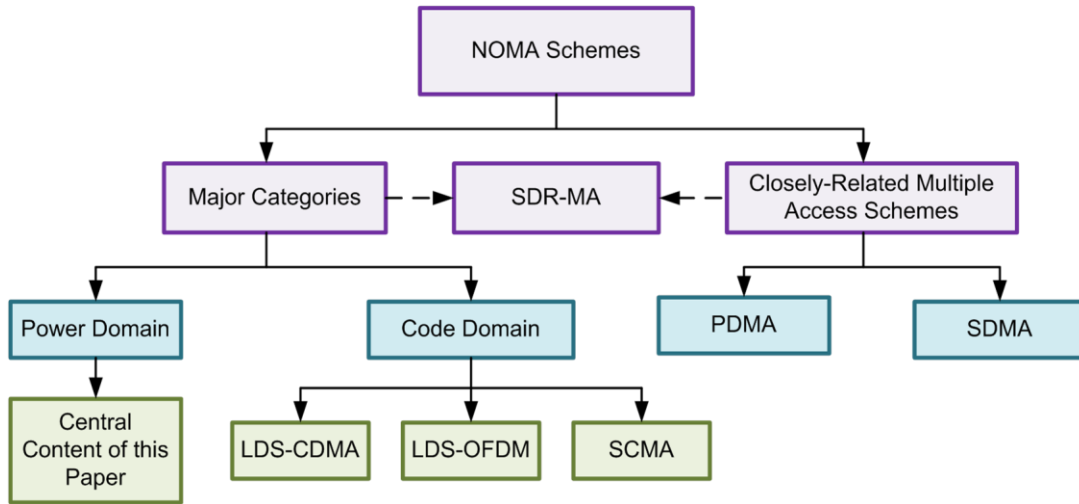 NOMA Schemes
Major Categories
SDR-MA
Closely-Related Multiple
Access Schemes
Power Domain
Code Domain
PDMA
SDMA
Central
Content of this
Paper
LDS-CDMA
LDS-OFDM
SCMA